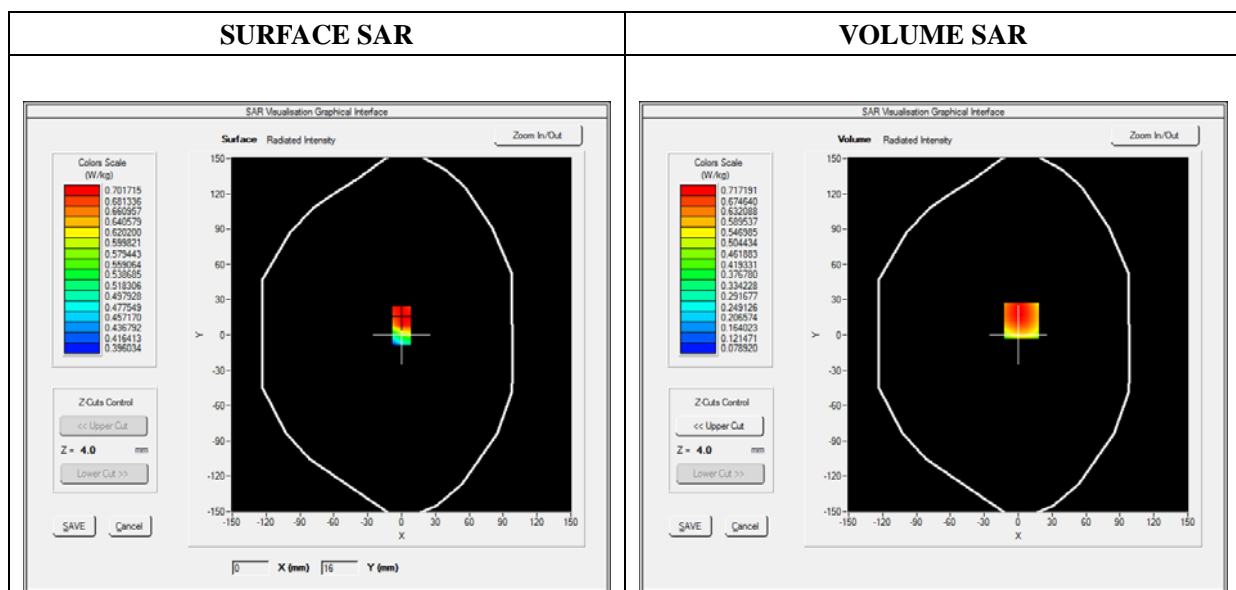 SURFACE SAR
VOLUME SAR
SAR Visualisation Graphical Interface
Surface Radiated Intensity
Zoom In/Out
Colors Scale
(W/kg)
0.701715
0.681336
0.660957
0.640579
0.620200
0.599821
0.579443
0.559064
0.538685
0.518306
0.497928
0.477549
0.457170
0.436792
0.416413
0.396034
Z-Cuts Control
<< Upper Cut
Z = 4.0 mm
Lower Cut >>
SAVE Cancel
150
120
90
60
30
0
-30
-60
-90
-120
-150
Y
-150 -120 -90 -60 -30 0 30 60 90 120 150
X
0 X (mm) 16 Y (mm)
SAR Visualisation Graphical Interface
Volume Radiated Intensity
Zoom In/Out
Colors Scale
(W/kg)
0.717191
0.674640
0.632088
0.589537
0.546985
0.504434
0.461883
0.419331
0.376780
0.334228
0.291677
0.249126
0.206574
0.164023
0.121471
0.078920
Z-Cuts Control
<< Upper Cut
Z = 4.0 mm
Lower Cut >>
SAVE Cancel
150
120
90
60
30
0
-30
-60
-90
-120
-150
Y
-150 -120 -90 -60 -30 0 30 60 90 120 150
X